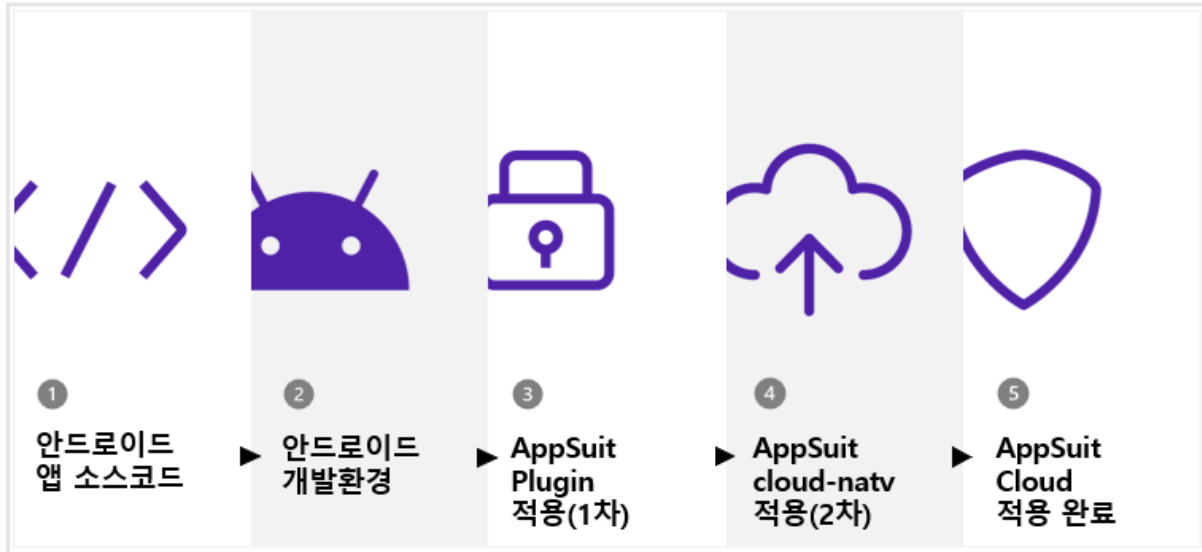 1
안드로이드
앱 소스코드
2
안드로이드
개발환경
3
AppSuit
Plugin
적용(1차)
4
AppSuit
cloud-natv
적용(2차)
5
AppSuit
Cloud
적용 완료